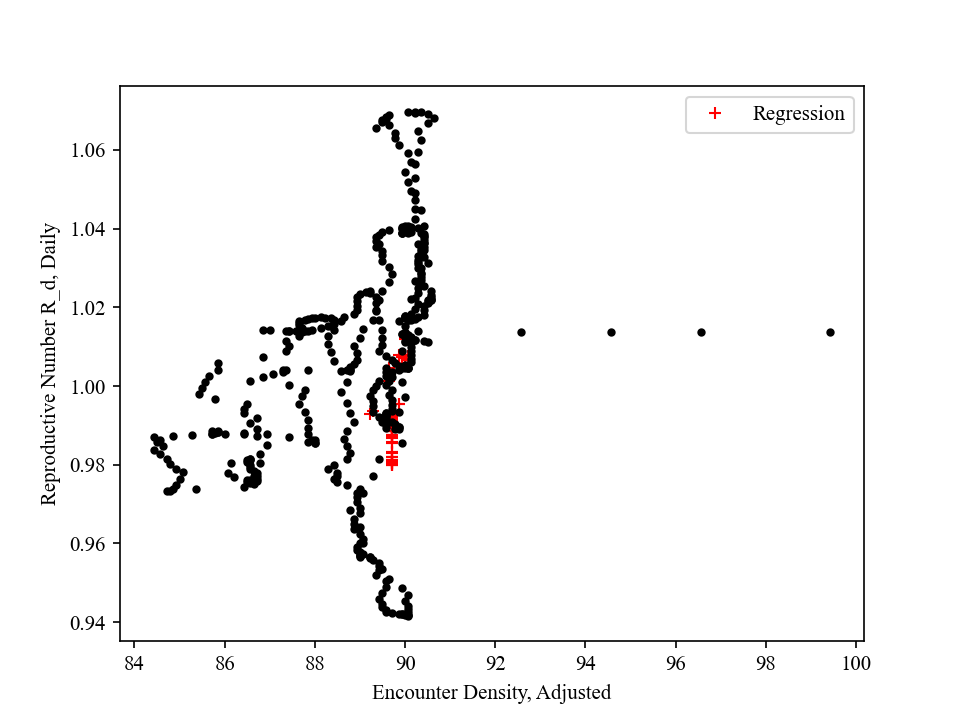 Regression
1.06
1.04
1.02
1.00
0.98
0.96
0.94
Reproductive Number R_d, Daily
84 86 88 90 92 94 96 98 100
Encounter Density, Adjusted